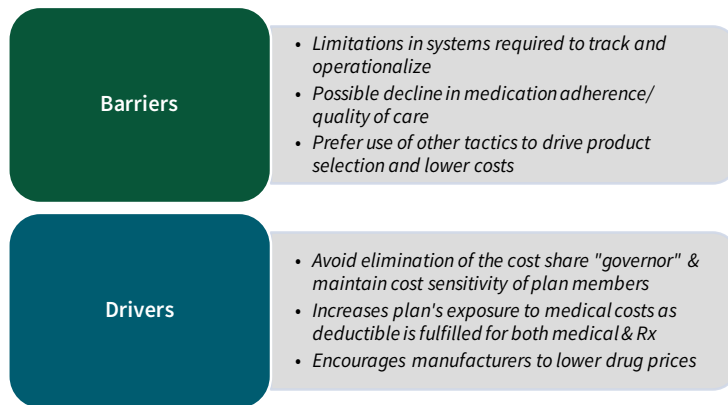 Barriers
• Limitations in systems required to track and
operationalize
• Possible decline in medication adherence/
quality of care
• Prefer use of other tactics to drive product
selection and lower costs
Drivers
• Avoid elimination of the cost share "governor" &
maintain cost sensitivity of plan members
• Increases plan's exposure to medical costs as
deductible is fulfilled for both medical & Rx
• Encourages manufacturers to lower drug prices